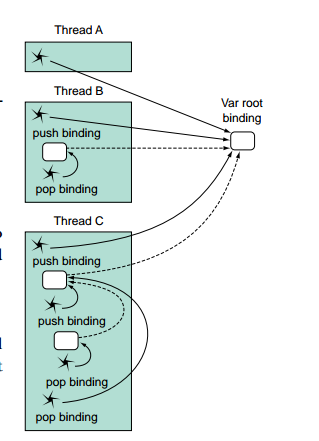 Thread A
Thread B
push binding
pop binding
Var root
binding
Thread C
push binding
push binding
pop binding
pop binding